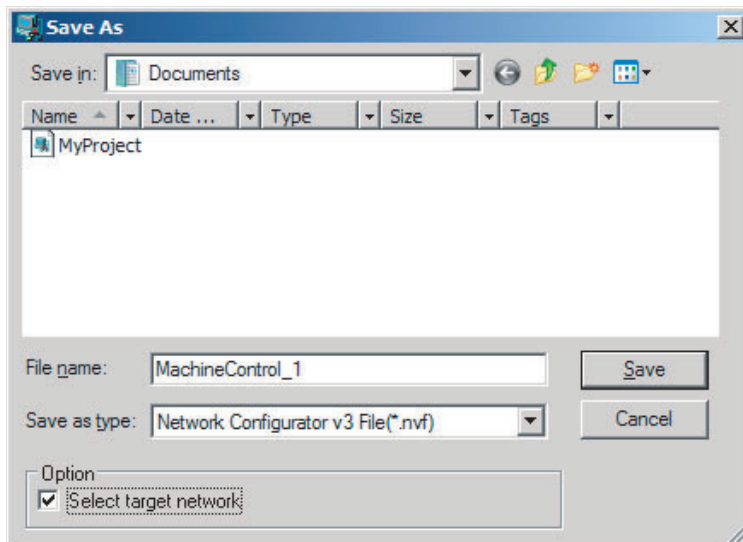 Save As
Save in: Documents
Name Date ... Type Size Tags
MyProject
File name: MachineControl_1 Save
Save as type: Network Configurator v3 File(*.nvf) Cancel
Option
Select target network